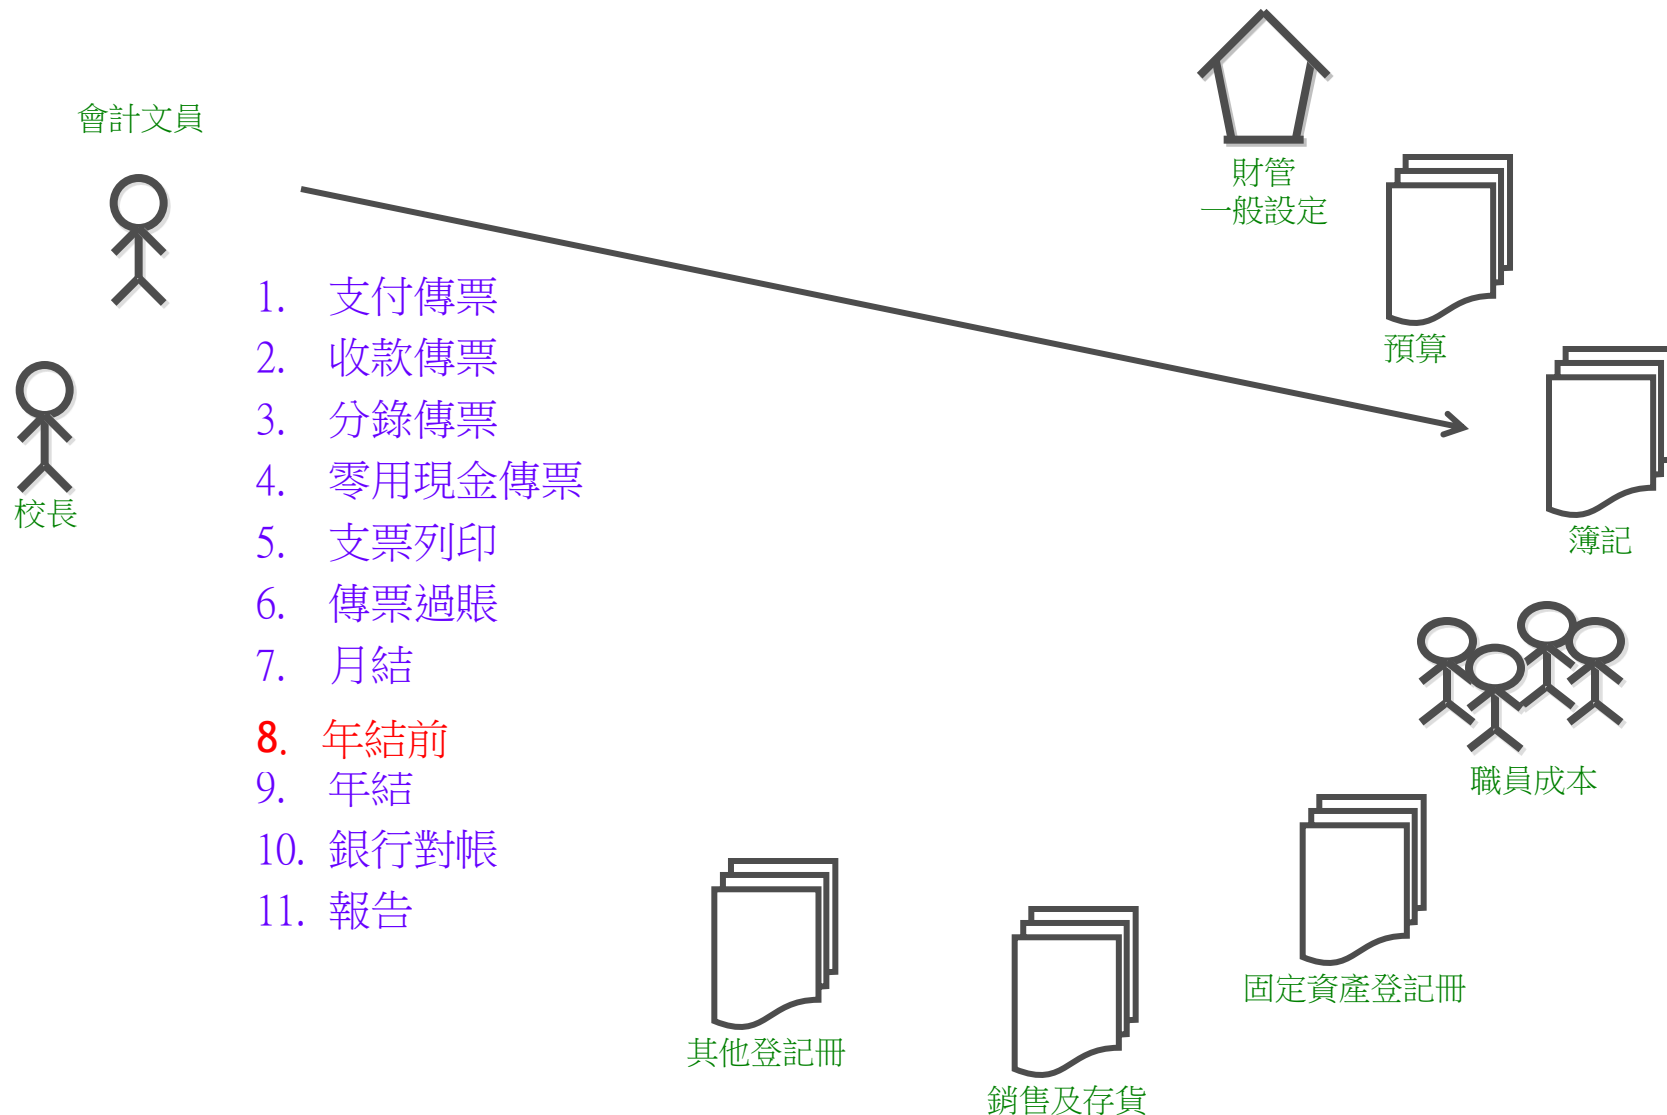 會計文員
財管
一般設定
預算
1. 支付傳票
2. 收款傳票
3. 分錄傳票
4. 零用現金傳票
5. 支票列印
6. 傳票過賬
7. 月結
8. 年結前
9. 年結
10. 銀行對帳
11. 報告
校長
簿記
職員成本
固定資產登記冊
其他登記冊
銷售及存貨